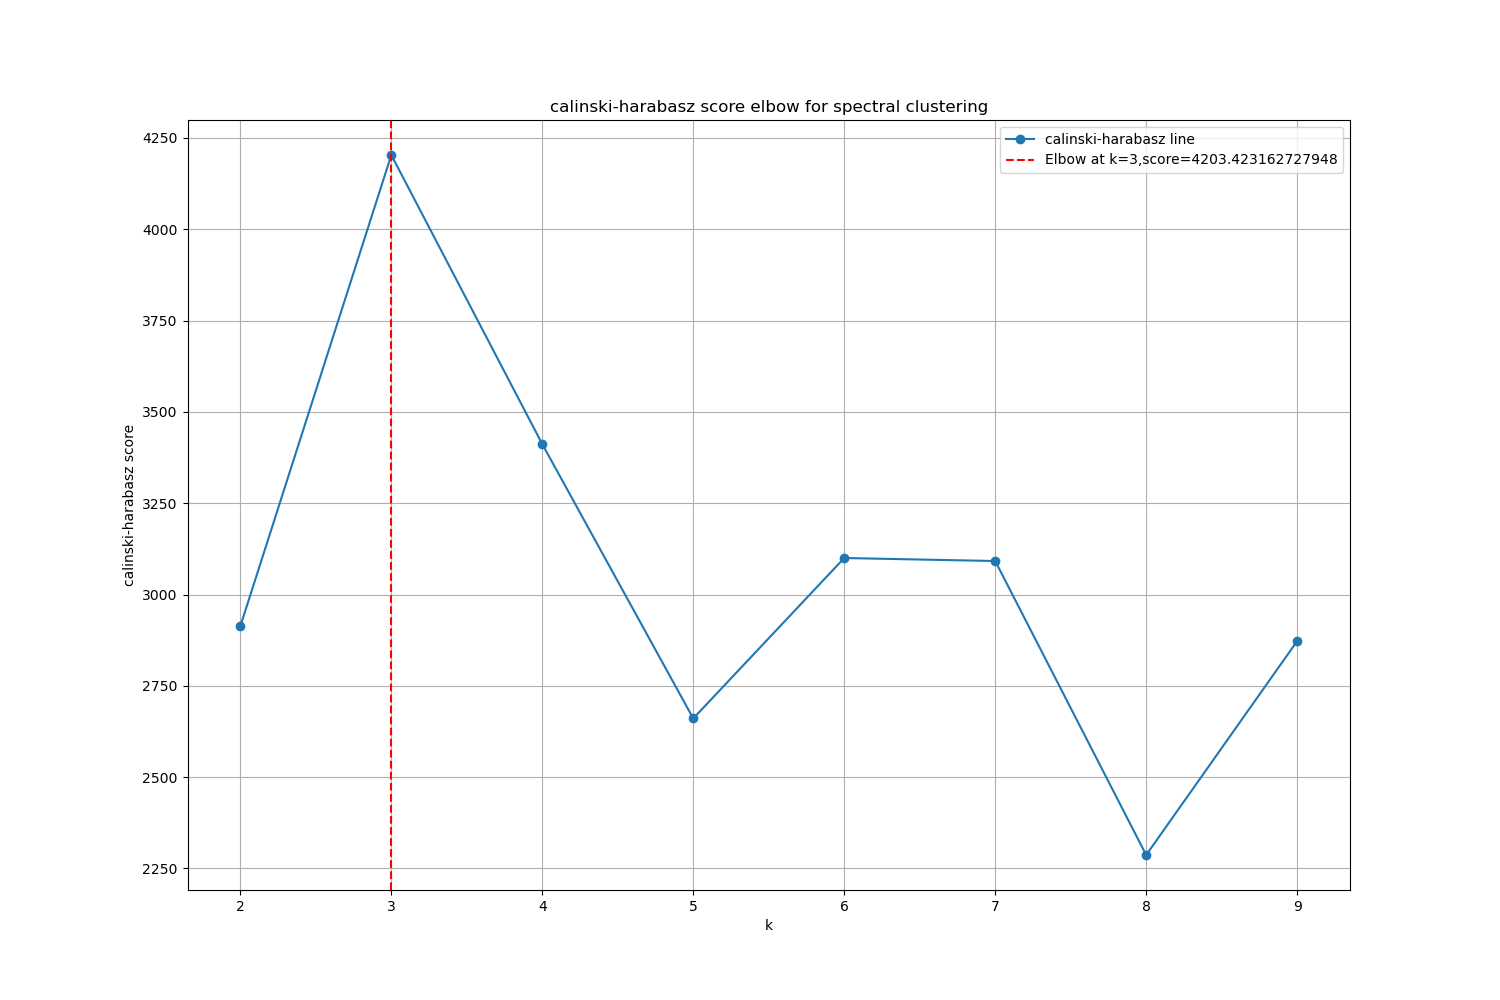 calinski-harabasz score elbow for spectral clustering
calinski-harabasz line
Elbow at k=3,score=4203.423162727948
4250
4000
3750
3500
3250
3000
2750
2500
2250
calinski-harabasz score
2 3 4 5 6 7 8 9
k